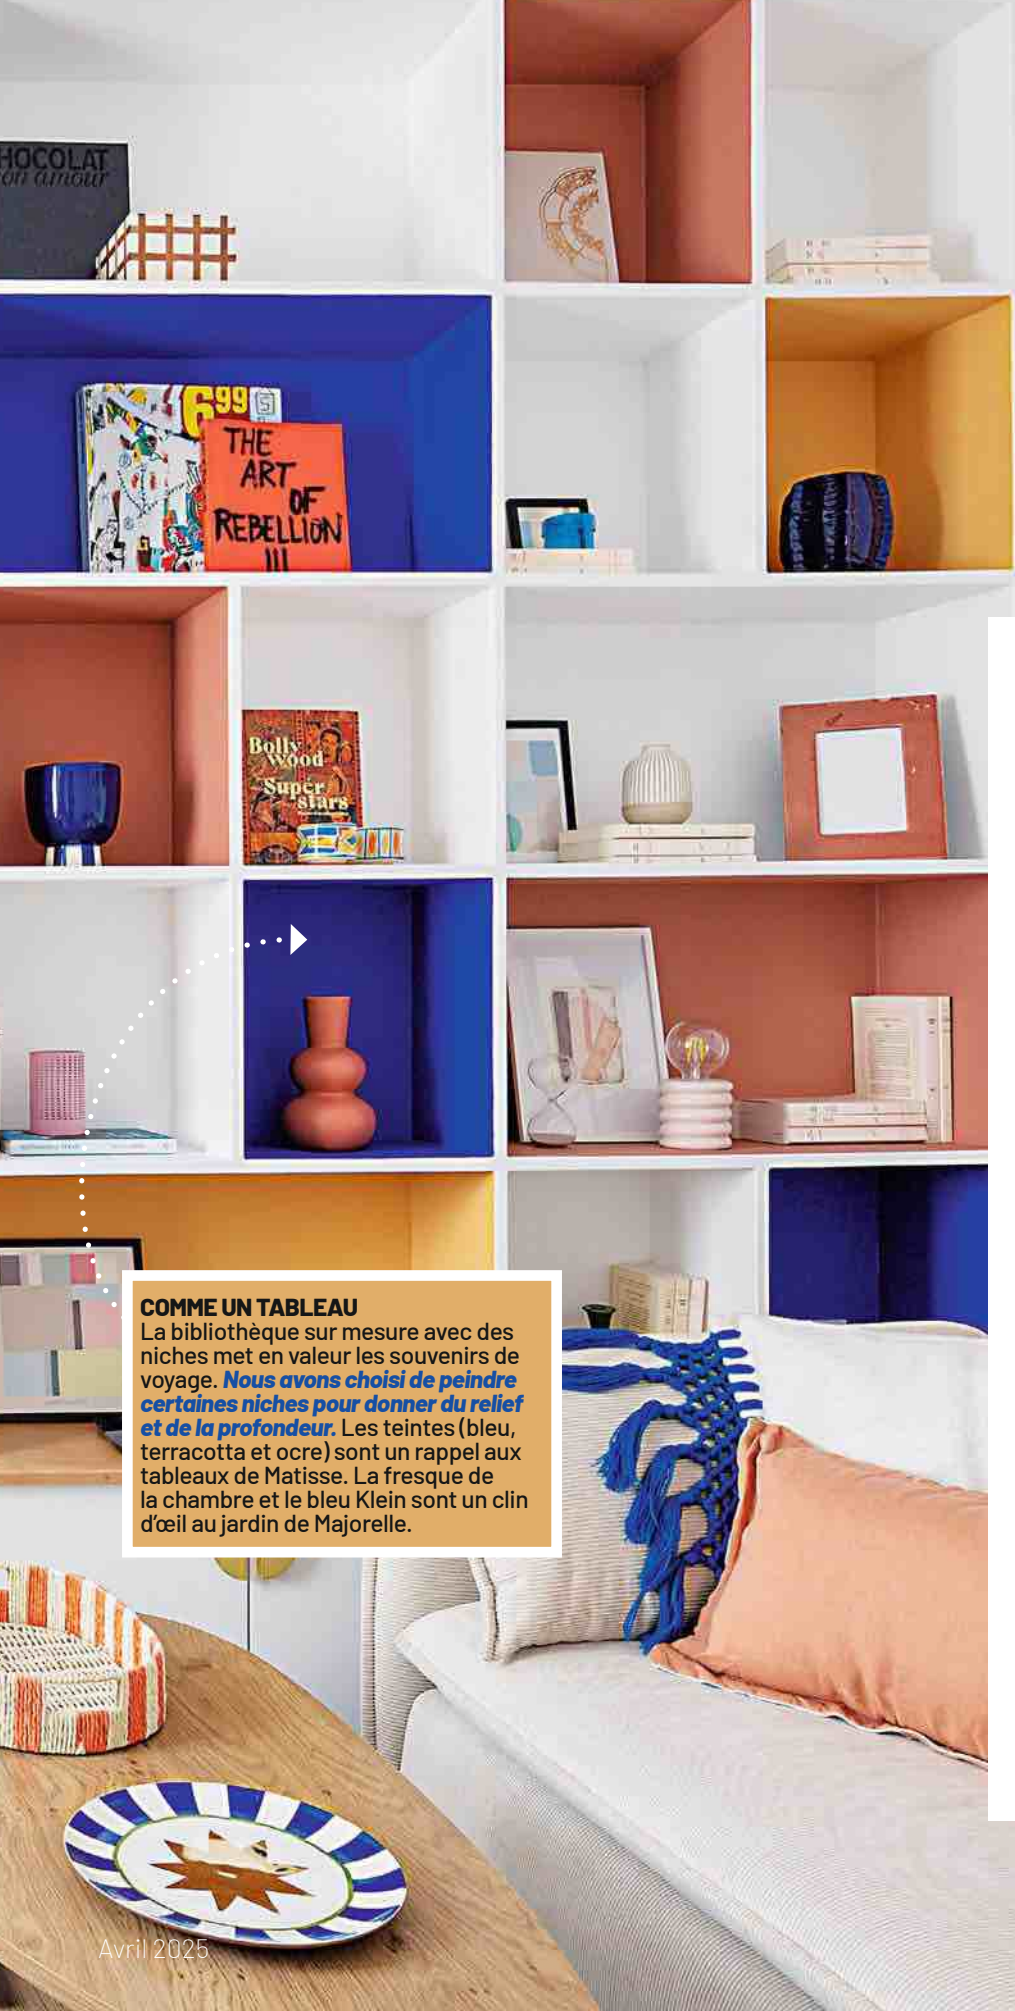 HOCOLAT
on amour
699
5
THE
ART
OF
REBELLION
III
Bolly
wood
Super
stars
COMME UN TABLEAU
La bibliothèque sur mesure avec des
niches met en valeur les souvenirs de
voyage. Nous avons choisi de peindre
certaines niches pour donner du relief
et de la profondeur. Les teintes (bleu,
terracotta et ocre) sont un rappel aux
tableaux de Matisse. La fresque de
la chambre et le bleu Klein sont un clin
d'œil au jardin de Majorelle.
Avril 2025